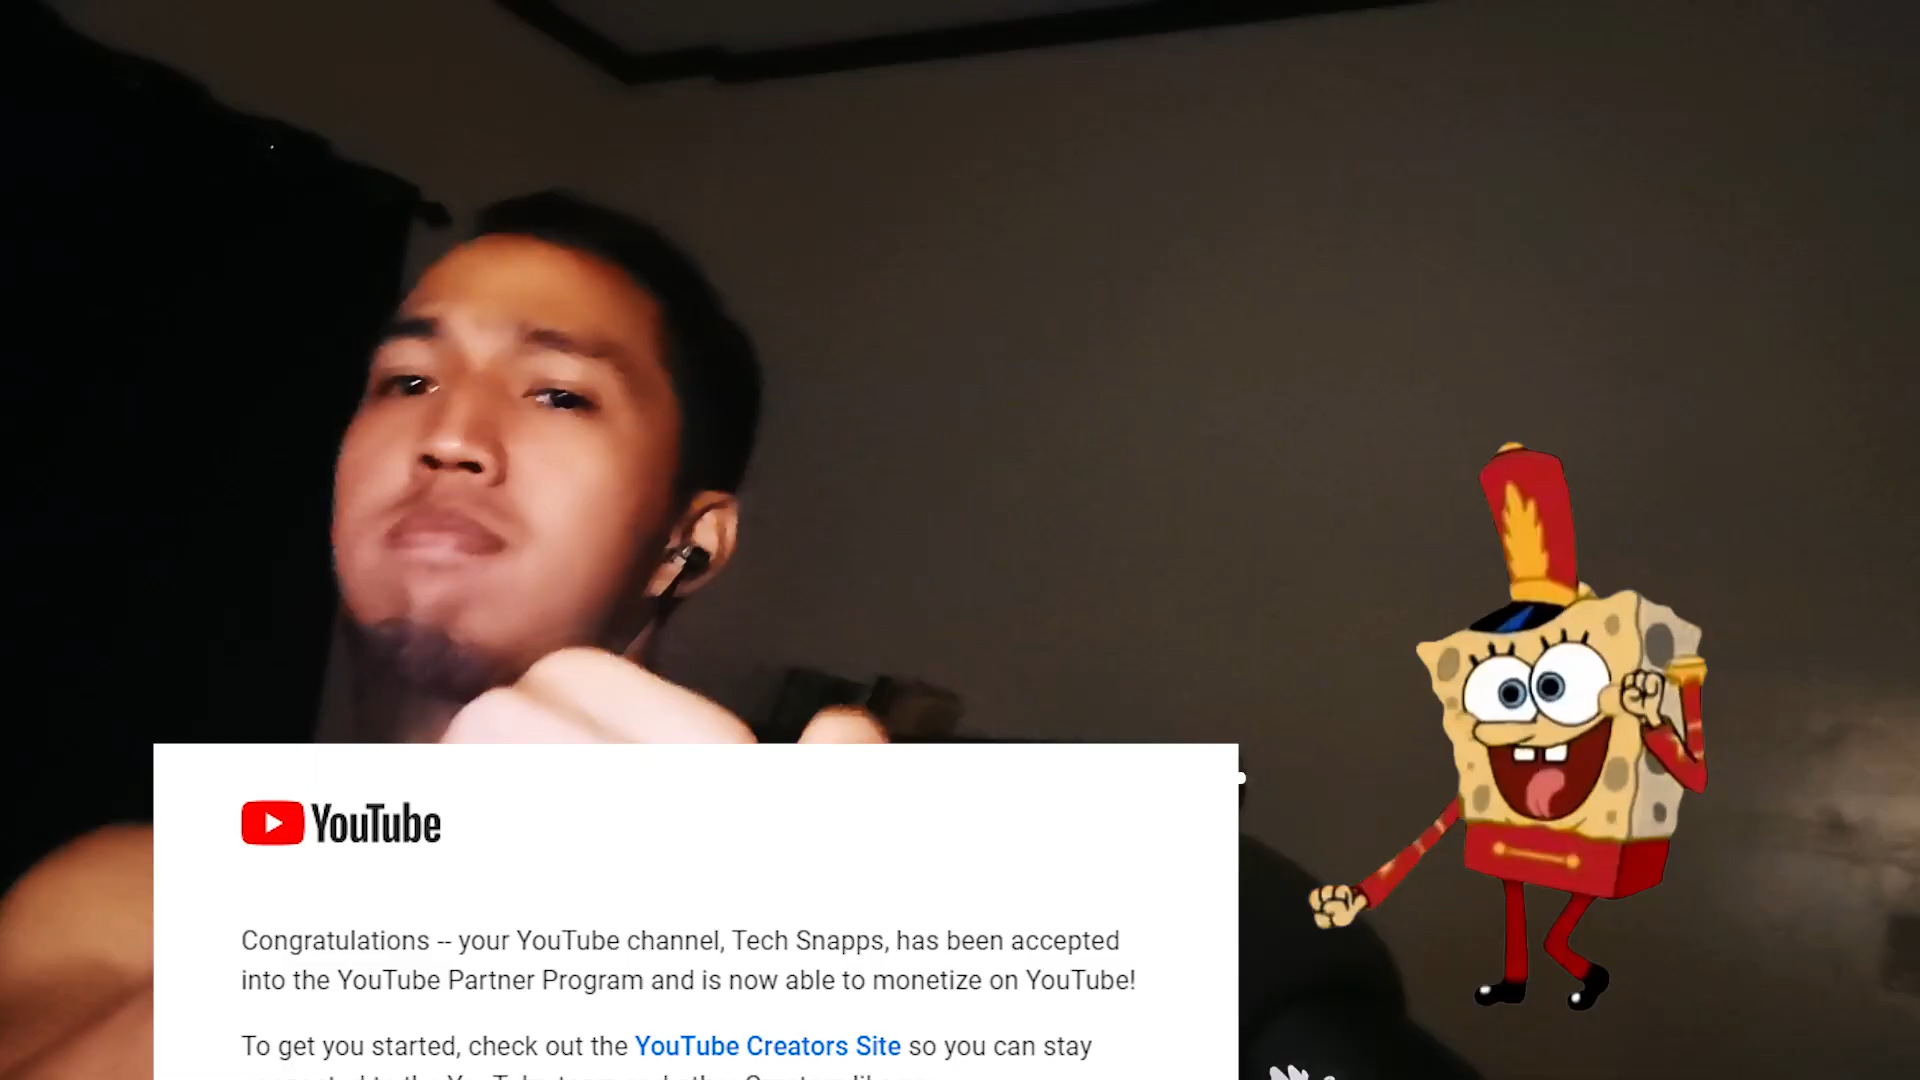 YouTube
Congratulations -- your YouTube channel, Tech Snapps, has been accepted
into the YouTube Partner Program and is now able to monetize on YouTube!
To get you started, check out the YouTube Creators Site so you can stay